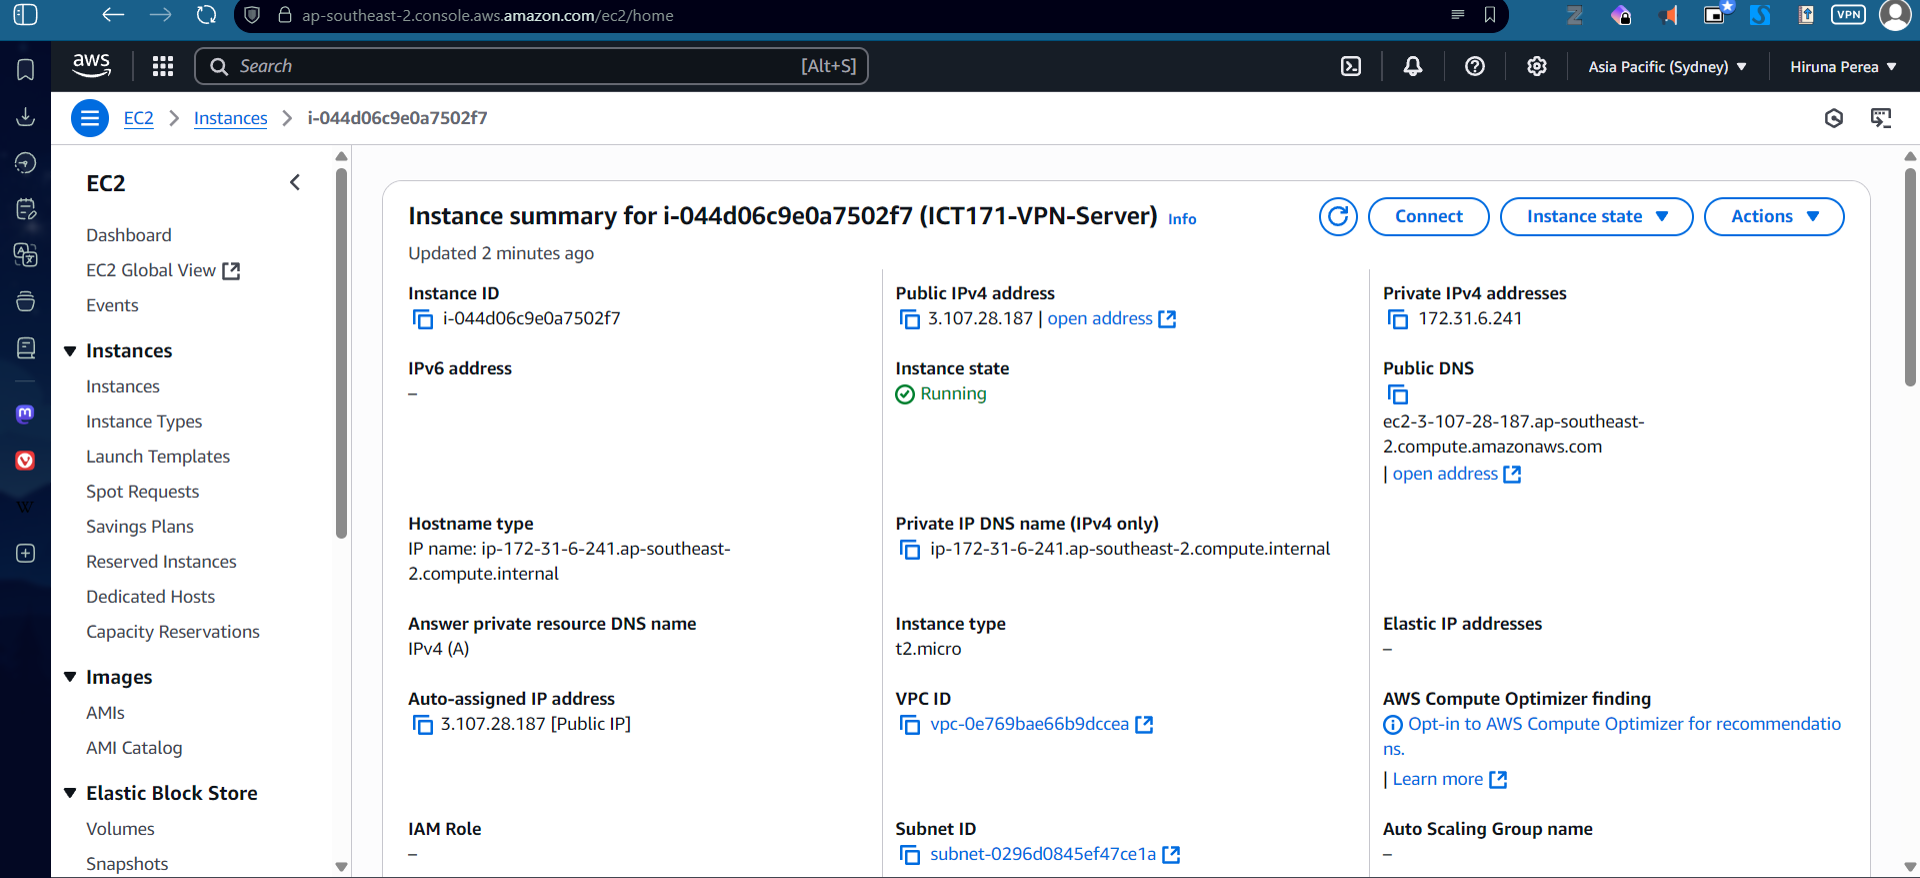 ap-southeast-2.console.aws.amazon.com/ec2/home
VPN
aws
Search
[Alt+S]
Asia Pacific (Sydney)
Hiruna Perea
EC2
Instances
i-044d06c9e0a7502f7
EC2
Dashboard
EC2 Global View
Events
Instances
Instances
Instance Types
Launch Templates
Spot Requests
Savings Plans
Reserved Instances
Dedicated Hosts
Capacity Reservations
Images
AMIs
AMI Catalog
Elastic Block Store
Volumes
Snapshots
Instance summary for i-044d06c9e0a7502f7 (ICT171-VPN-Server) Info
Updated 2 minutes ago
Connect
Instance state
Actions
Instance ID
i-044d06c9e0a7502f7
Public IPv4 address
3.107.28.187 | open address
Private IPv4 addresses
172.31.6.241
IPv6 address
–
Instance state
Running
Public DNS
ec2-3-107-28-187.ap-southeast-
2.compute.amazonaws.com
| open address
Hostname type
IP name: ip-172-31-6-241.ap-southeast-
2.compute.internal
Private IP DNS name (IPv4 only)
ip-172-31-6-241.ap-southeast-2.compute.internal
Answer private resource DNS name
IPv4 (A)
Instance type
t2.micro
Elastic IP addresses
–
Auto-assigned IP address
3.107.28.187 [Public IP]
VPC ID
vpc-0e769bae66b9dccea
AWS Compute Optimizer finding
Opt-in to AWS Compute Optimizer for recommendatio
ns.
| Learn more
IAM Role
–
Subnet ID
subnet-0296d0845ef47ce1a
Auto Scaling Group name
–